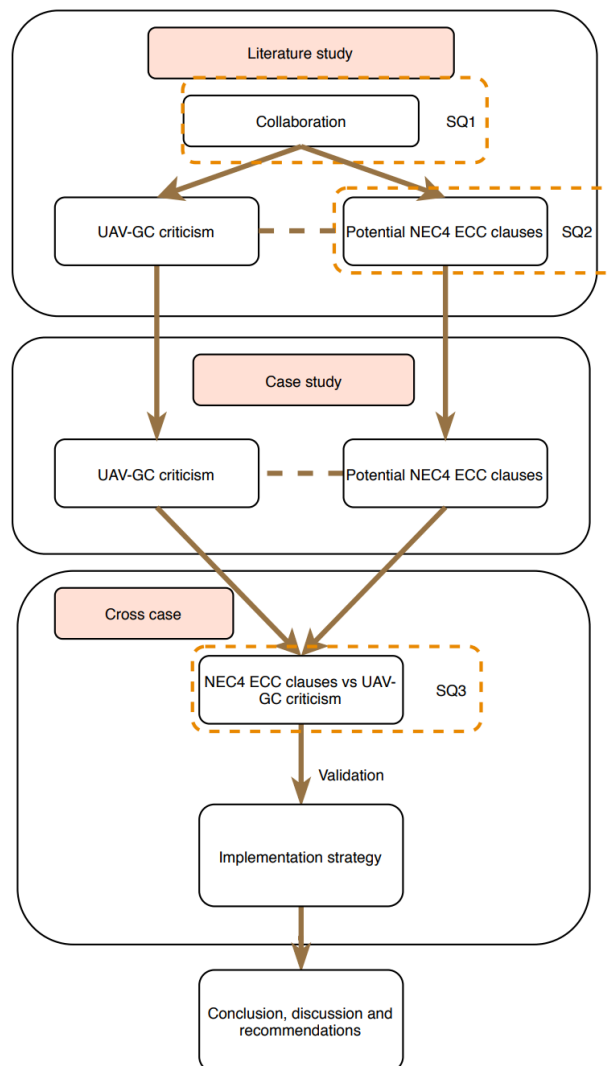 Literature study
Collaboration
SQ1
UAV-GC criticism
Potential NEC4 ECC clauses
SQ2
Case study
UAV-GC criticism
Potential NEC4 ECC clauses
Cross case
NEC4 ECC clauses vs UAV-
GC criticism
SQ3
Validation
Implementation strategy
Conclusion, discussion and
recommendations